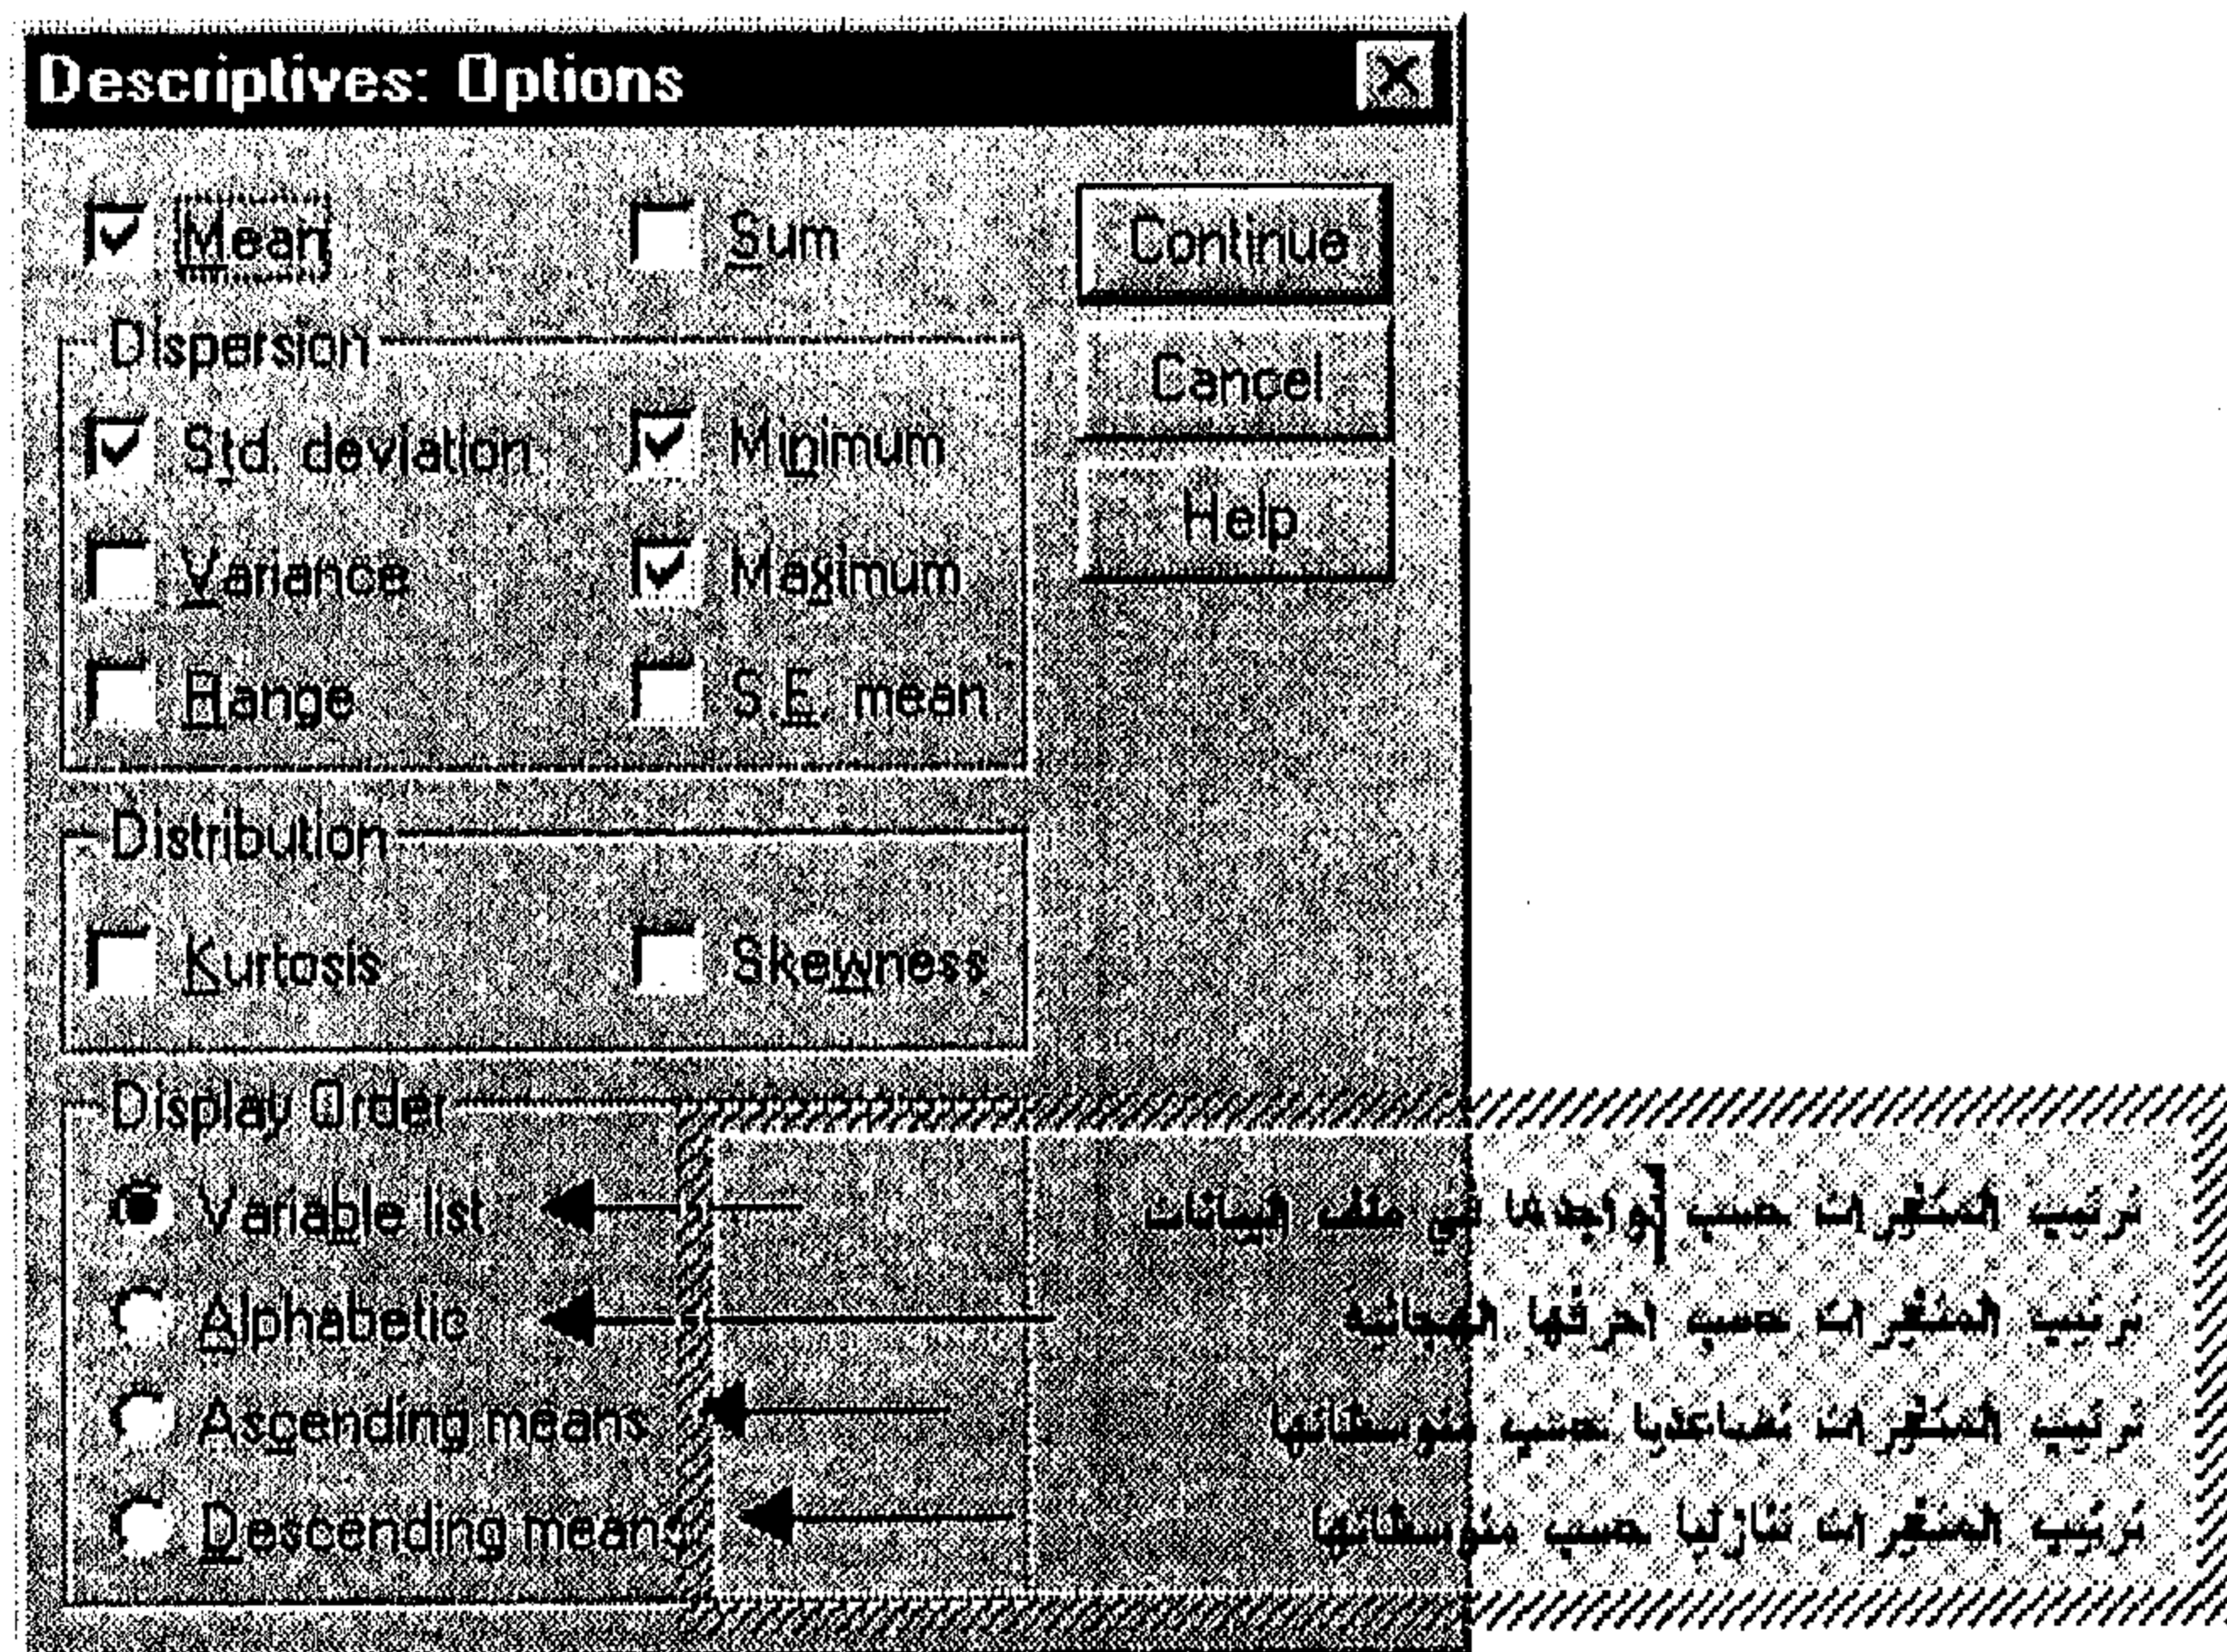 Descriptives: Options
Mean
Sum
Continue
Cancel
Help
Dispersion
Std. deviation
Minimum
Variance
Maximum
Range
S.E. mean
Distribution
Kurtosis
Skewness
Display Order
Variable list
ترتيب المتغيرات حسب تواجدها في ملف البيانات
Alphabetic
ترتيب المتغيرات حسب احرفها الهجائية
Ascending means
ترتيب المتغيرات تصاعديا حسب متوسطاتها
Descending means
ترتيب المتغيرات تنازليا حسب متوسطاتها